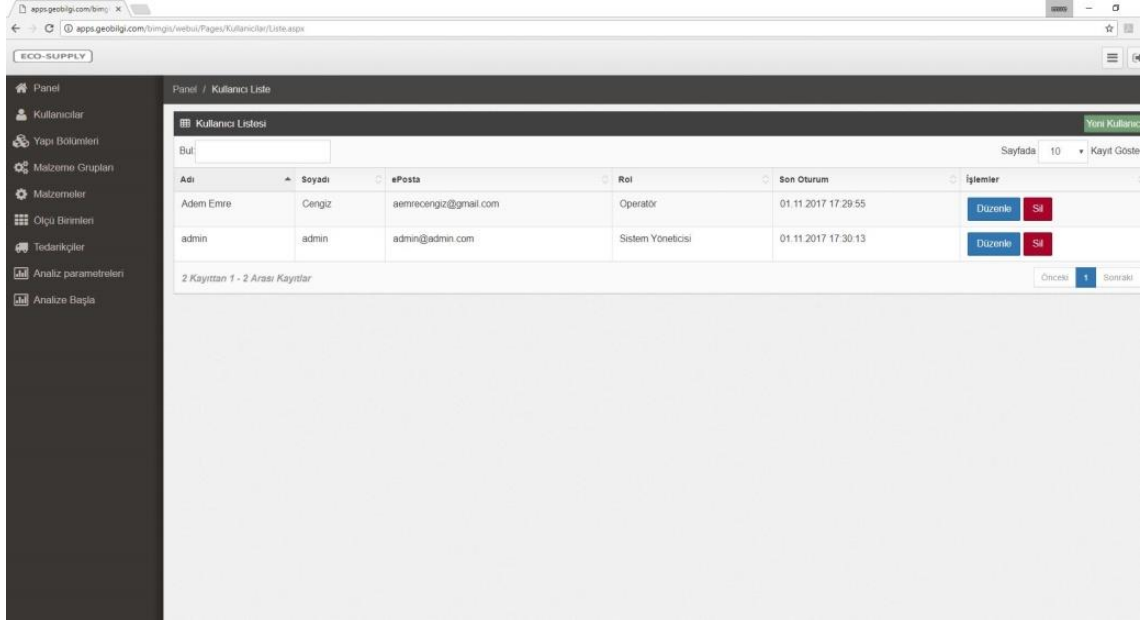 apps.geobilgi.com/bimgi
apps.geobilgi.com/bimgis/webui/Pages/Kullanicilar/Liste.aspx
ECO-SUPPLY
Panel
Kullanıcılar
Yapı Bölümleri
Malzeme Grupları
Malzemeler
Ölçü Birimleri
Tedarikçiler
Analiz parametreleri
Analize Başla
Panel / Kullanıcı Liste
Kullanıcı Listesi
Yeni Kullanıc
Bul:
Sayfada 10 Kayıt Göste
Adı Soyadı ePosta Rol Son Oturum İşlemler
Adem Emre Cengiz aemrecengiz@gmail.com Operatör 01.11.2017 17:29:55 Düzenle Sil
admin admin admin@admin.com Sistem Yöneticisi 01.11.2017 17:30:13 Düzenle Sil
2 Kayıttan 1 - 2 Arası Kayıtlar
Önceki 1 Sonraki